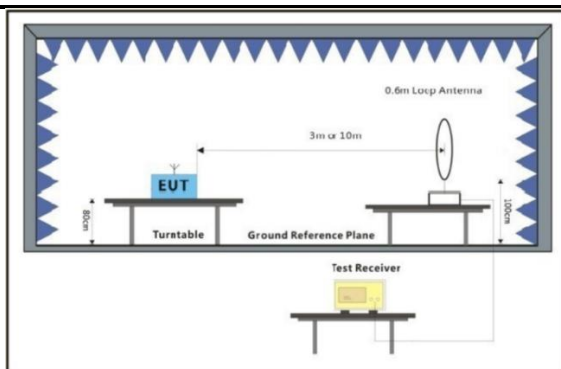 0.6m Loop Antenna
3m or 10m
EUT
80cm
100cm
Turntable
Ground Reference Plane
Test Receiver